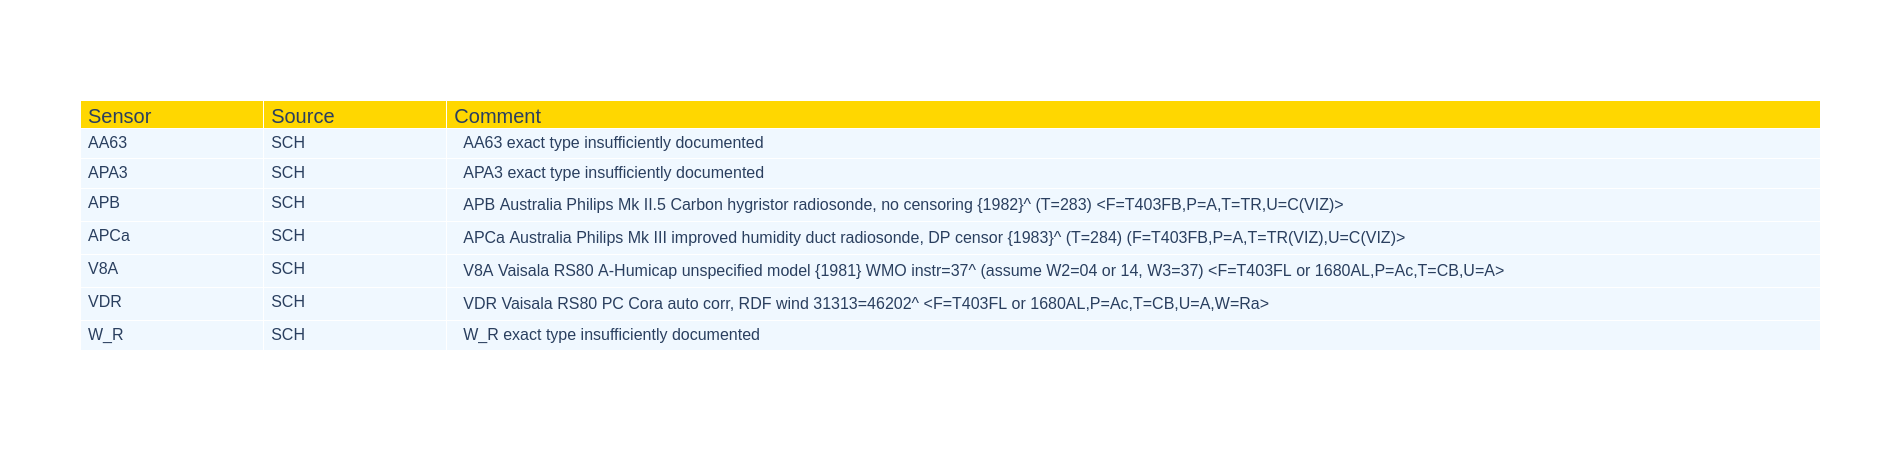 Sensor Source Comment
AA63 SCH AA63 exact type insufficiently documented
APA3 SCH APA3 exact type insufficiently documented
APB SCH APB Australia Philips Mk II.5 Carbon hygristor radiosonde, no censoring {1982}^ (T=283) <F=T403FB,P=A,T=TR,U=C(VIZ)>
APCa SCH APCa Australia Philips Mk III improved humidity duct radiosonde, DP censor {1983}^ (T=284) (F=T403FB,P=A,T=TR(VIZ),U=C(VIZ)>
V8A SCH V8A Vaisala RS80 A-Humicap unspecified model {1981} WMO instr=37^ (assume W2=04 or 14, W3=37) <F=T403FL or 1680AL,P=Ac,T=CB,U=A>
VDR SCH VDR Vaisala RS80 PC Cora auto corr, RDF wind 31313=46202^ <F=T403FL or 1680AL,P=Ac,T=CB,U=A,W=Ra>
W_R SCH W_R exact type insufficiently documented